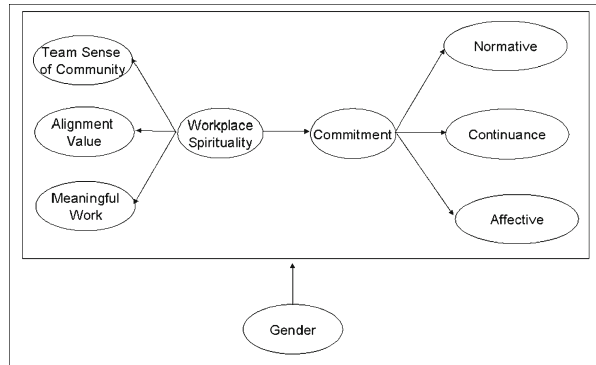 Team Sense
of Community
Alignment
Value
Meaningful
Work
Workplace
Spirituality
Commitment
Normative
Continuance
Affective
Gender